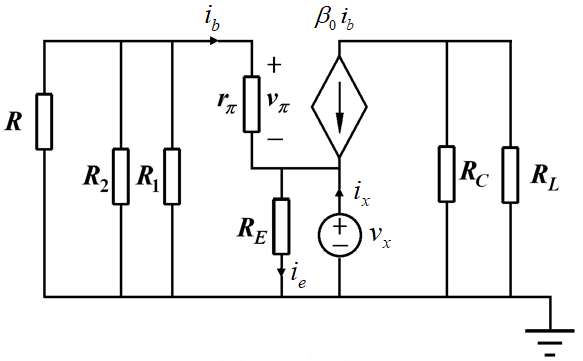 i_b β_0 i_b
+
R R_2 R_1 r_π v_π R_C R_L
−
i_x
R_E + − v_x
i_e